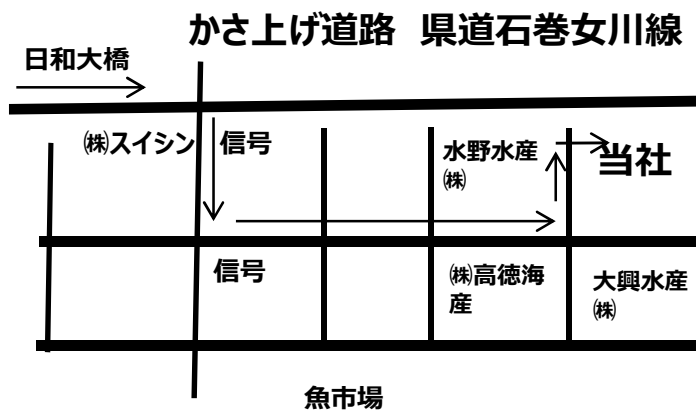 かさ上げ道路 県道石巻女川線
日和大橋
㈱スイシン
信号
水野水産
㈱
当社
信号
㈱高徳海
産
大興水産
㈱
魚市場